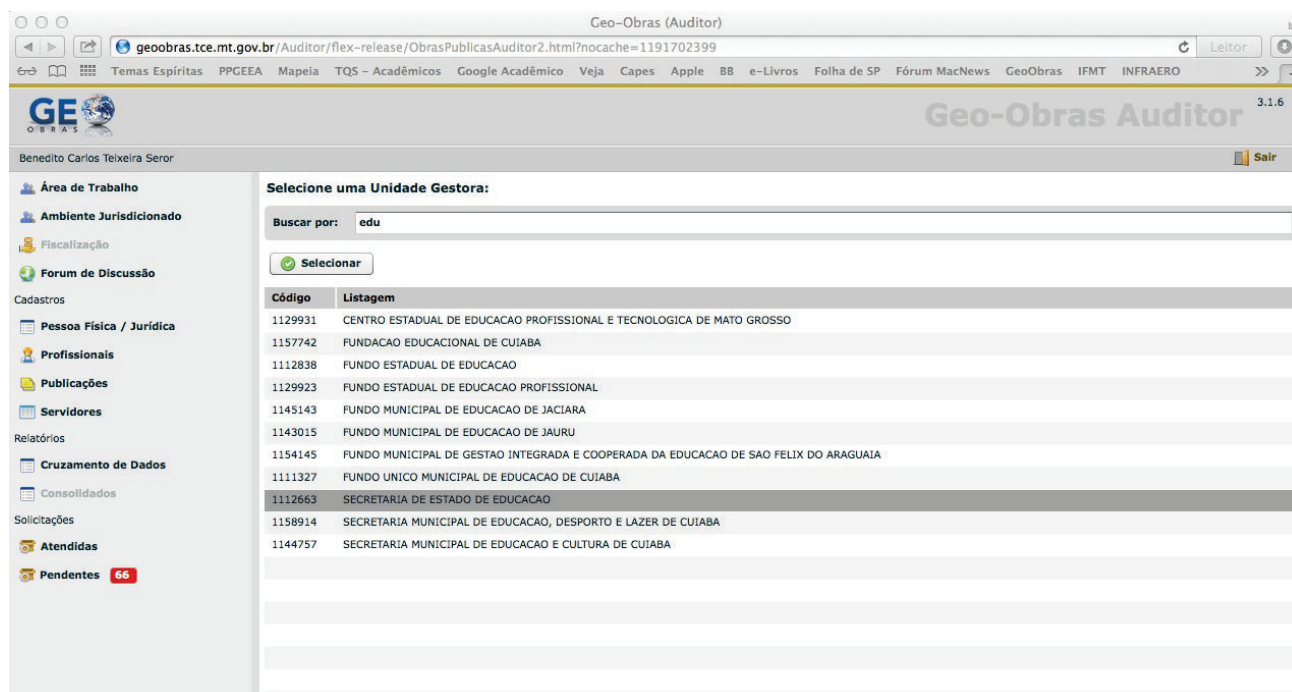 Geo-Obras (Auditor)
geoobras.tce.mt.gov.br/Auditor/flex-release/ObrasPublicasAuditor2.html?nocache=1191702399
Leitor
Temas Espíritas PPGEEA Mapeia TQS - Acadêmicos Google Acadêmico Veja Capes Apple BB e-Livros Folha de SP Fórum MacNews GeoObras IFMT INFRAERO >>
GEO
OBRAS
Geo-Obras Auditor 3.1.6
Benedito Carlos Teixeira Seror
Sair
Área de Trabalho
Ambiente Jurisdicionado
Fiscalização
Forum de Discussão
Cadastros
Pessoa Física / Jurídica
Profissionais
Publicações
Servidores
Relatórios
Cruzamento de Dados
Consolidados
Solicitações
Atendidas
Pendentes 66
Selecione uma Unidade Gestora:
Buscar por: edu
Selecionar
Código Listagem
1129931 CENTRO ESTADUAL DE EDUCACAO PROFISSIONAL E TECNOLOGICA DE MATO GROSSO
1157742 FUNDACAO EDUCACIONAL DE CUIABA
1112838 FUNDO ESTADUAL DE EDUCACAO
1129923 FUNDO ESTADUAL DE EDUCACAO PROFISSIONAL
1145143 FUNDO MUNICIPAL DE EDUCACAO DE JACIARA
1143015 FUNDO MUNICIPAL DE EDUCACAO DE JAURU
1154145 FUNDO MUNICIPAL DE GESTAO INTEGRADA E COOPERADA DA EDUCACAO DE SAO FELIX DO ARAGUAIA
1111327 FUNDO UNICO MUNICIPAL DE EDUCACAO DE CUIABA
1112663 SECRETARIA DE ESTADO DE EDUCACAO
1158914 SECRETARIA MUNICIPAL DE EDUCACAO, DESPORTO E LAZER DE CUIABA
1144757 SECRETARIA MUNICIPAL DE EDUCACAO E CULTURA DE CUIABA